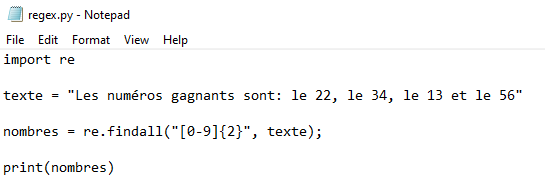 regex.py - Notepad
File Edit Format View Help
import re
texte = "Les numéros gagnants sont: le 22, le 34, le 13 et le 56"
nombres = re.findall("[0-9]{2}", texte);
print(nombres)